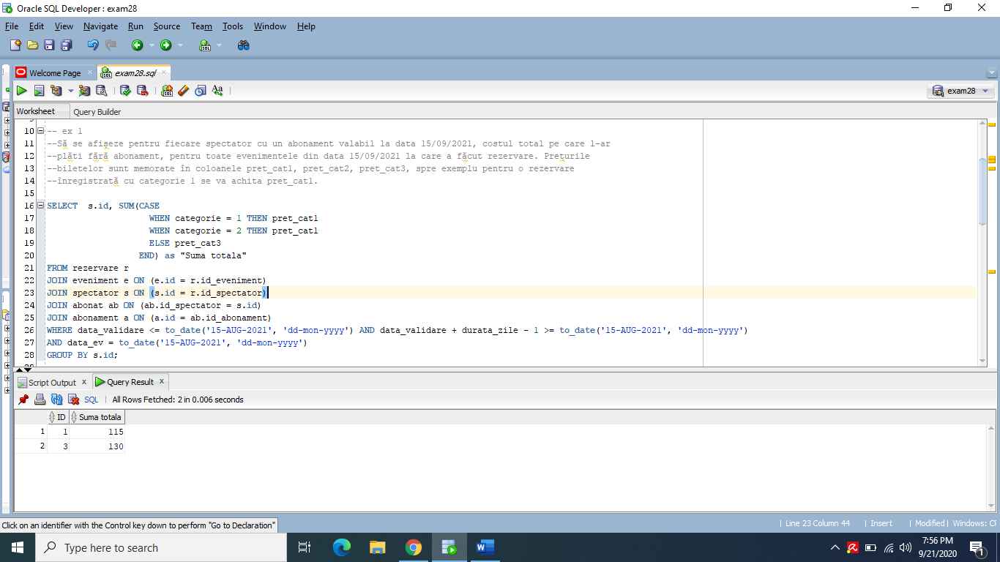 Oracle SQL Developer : exam28
File Edit View Navigate Run Source Team Tools Window Help
Welcome Page exam28.sql
exam28
Worksheet Query Builder
10 -- ex 1
11 --Să se afişeze pentru fiecare spectator cu un abonament valabil la data 15/09/2021, costul total pe care l-ar
12 --plăti fără abonament, pentru toate evenimentele din data 15/09/2021 la care a făcut rezervare. Preţurile
13 --biletelor sunt memorate în coloanele pret_cat1, pret_cat2, pret_cat3, spre exemplu pentru o rezervare
14 --înregistrată cu categorie 1 se va achita pret_cat1.
15
16 SELECT s.id, SUM(CASE
17 WHEN categorie = 1 THEN pret_cat1
18 WHEN categorie = 2 THEN pret_cat1
19 ELSE pret_cat3
20 END) as "Suma totala"
21 FROM rezervare r
22 JOIN eveniment e ON (e.id = r.id_eveniment)
23 JOIN spectator s ON (s.id = r.id_spectator)
24 JOIN abonat ab ON (ab.id_spectator = s.id)
25 JOIN abonament a ON (a.id = ab.id_abonament)
26 WHERE data_validare <= to_date('15-AUG-2021', 'dd-mon-yyyy') AND data_validare + durata_zile - 1 >= to_date('15-AUG-2021', 'dd-mon-yyyy')
27 AND data_ev = to_date('15-AUG-2021', 'dd-mon-yyyy')
28 GROUP BY s.id;
Script Output x Query Result x
SQL | All Rows Fetched: 2 in 0.006 seconds
ID Suma totala
1 1 115
2 3 130
Click on an identifier with the Control key down to perform "Go to Declaration"
| Line 23 Column 44 | Insert | Modified | Windows: CF
Type here to search
7:56 PM
9/21/2020
1